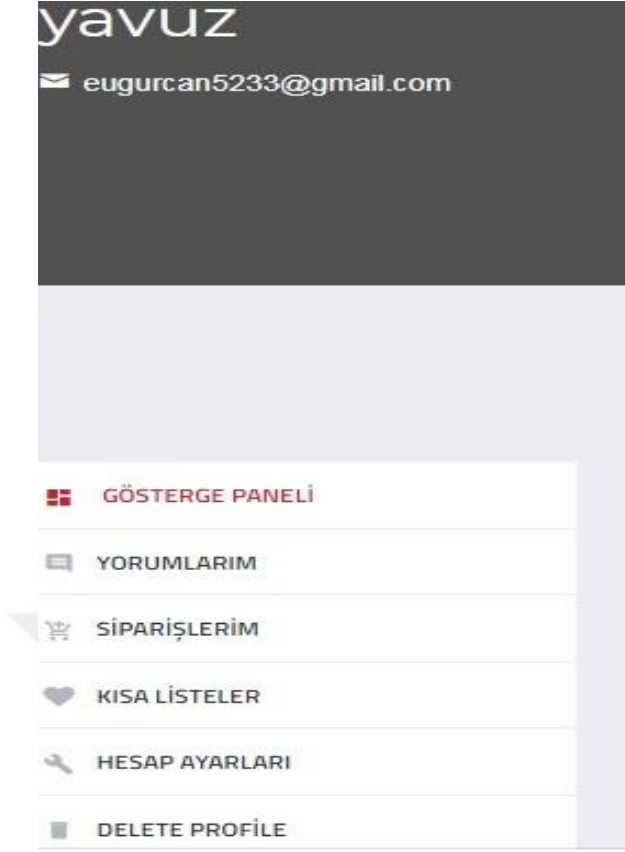 yavuz
eugurcan5233@gmail.com
GÖSTERGE PANELİ
YORUMLARIM
SİPARİŞLERİM
KISA LİSTELER
HESAP AYARLARI
DELETE PROFİLE